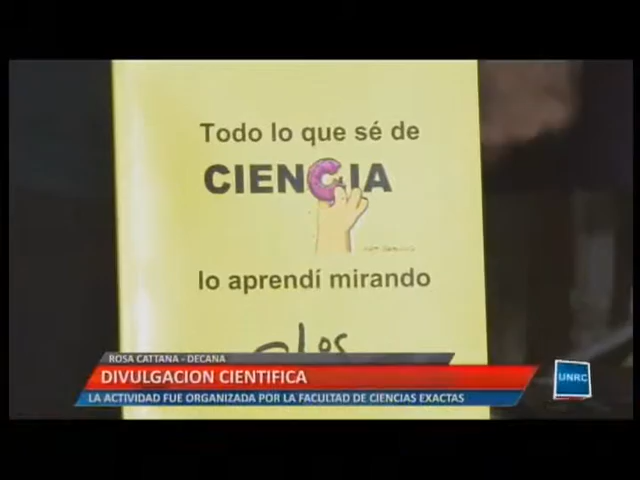 Todo lo que sé de
CIENCIA
lo aprendí mirando
los
ROSA CATTANA - DECANA
DIVULGACION CIENTIFICA
LA ACTIVIDAD FUE ORGANIZADA POR LA FACULTAD DE CIENCIAS EXACTAS
UNRC